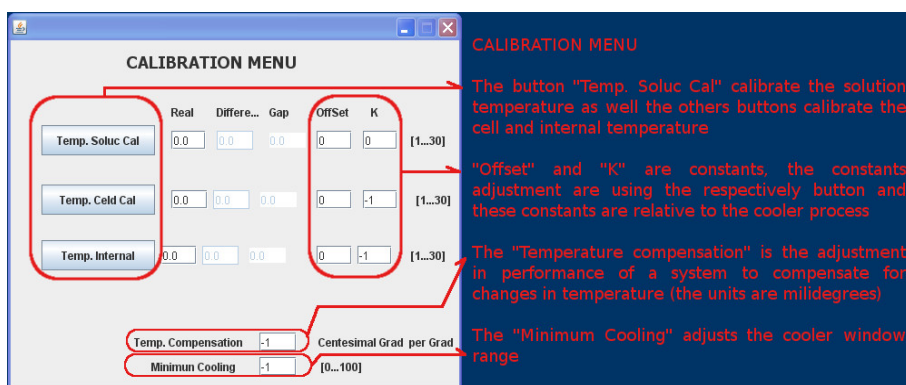 CALIBRATION MENU
Real Differe... Gap OffSet K
Temp. Soluc Cal 0.0 0.0 0.0 0 0 [1...30]
Temp. Celd Cal 0.0 0.0 0.0 0 -1 [1...30]
Temp. Internal 0.0 0.0 0.0 0 -1 [1...30]
Temp. Compensation -1 Centesimal Grad per Grad
Minimun Cooling -1 [0...100]
CALIBRATION MENU
The button "Temp. Soluc Cal" calibrate the solution
temperature as well the others buttons calibrate the
cell and internal temperature
"Offset" and "K" are constants, the constants
adjustment are using the respectively button and
these constants are relative to the cooler process
The "Temperature compensation" is the adjustment
in performance of a system to compensate for
changes in temperature (the units are milidegrees)
The "Minimum Cooling" adjusts the cooler window
range